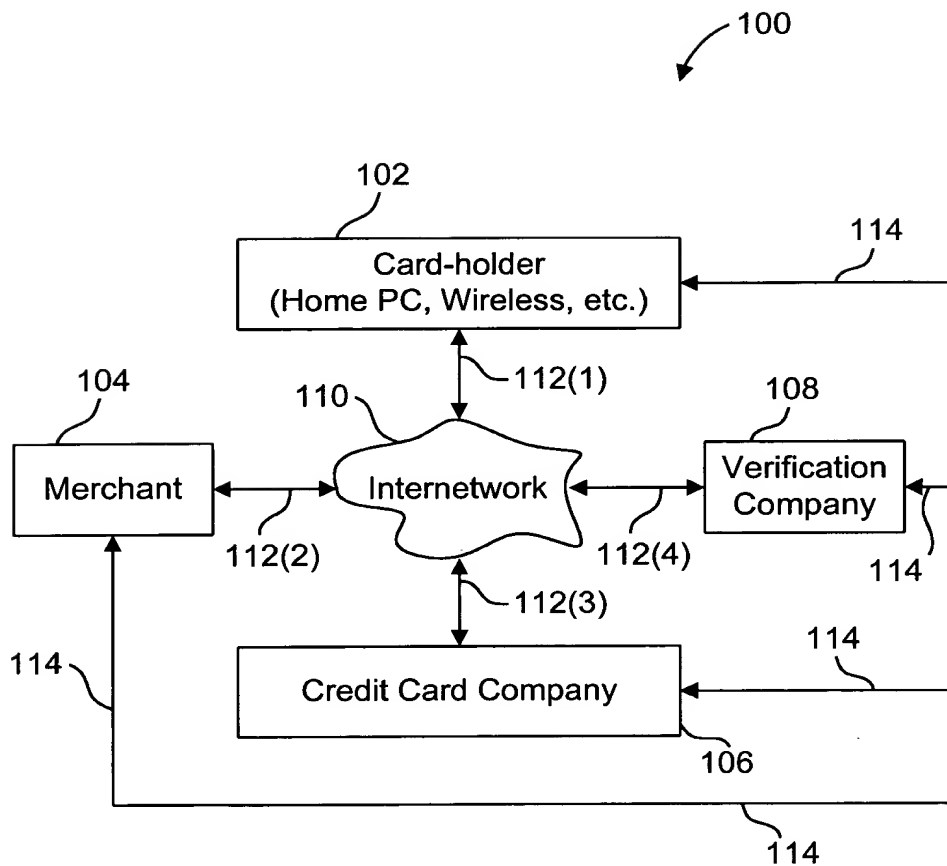 100
102
Card-holder
(Home PC, Wireless, etc.)
114
112(1)
104
110
108
Merchant
Internetwork
Verification
Company
112(2)
112(4)
114
112(3)
114
Credit Card Company
114
106
114